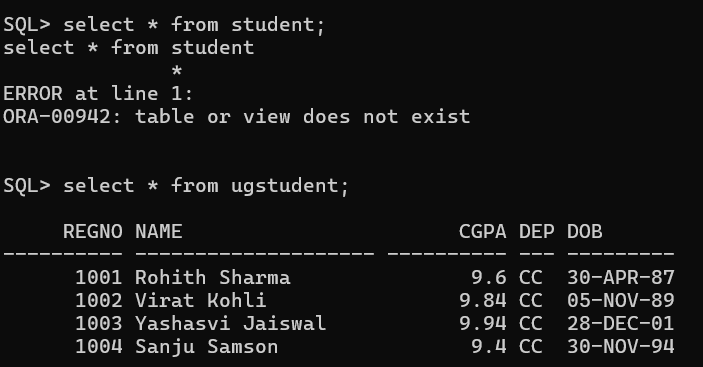 SQL> select * from student;
select * from student
              *
ERROR at line 1:
ORA-00942: table or view does not exist

SQL> select * from ugstudent;

     REGNO NAME                       CGPA DEP DOB
---------- -------------------- ---------- --- ---------
      1001 Rohith Sharma               9.6 CC  30-APR-87
      1002 Virat Kohli                9.84 CC  05-NOV-89
      1003 Yashasvi Jaiswal           9.94 CC  28-DEC-01
      1004 Sanju Samson                9.4 CC  30-NOV-94